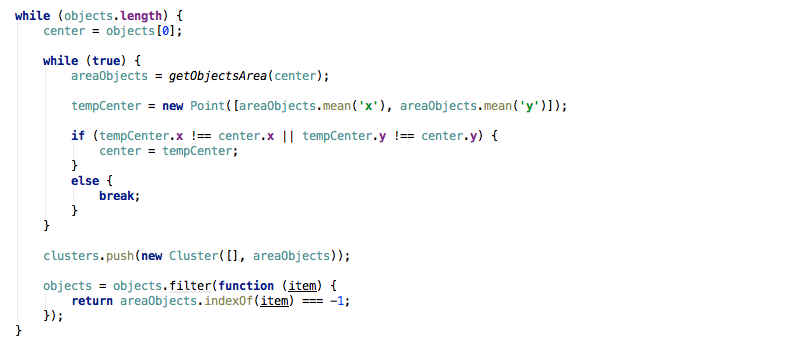 while (objects.length) {
center = objects[0];
while (true) {
areaObjects = getObjectsArea(center);
tempCenter = new Point([areaObjects.mean('x'), areaObjects.mean('y')]);
if (tempCenter.x !== center.x || tempCenter.y !== center.y) {
center = tempCenter;
}
else {
break;
}
}
clusters.push(new Cluster([], areaObjects));
objects = objects.filter(function (item) {
return areaObjects.indexOf(item) === -1;
});
}